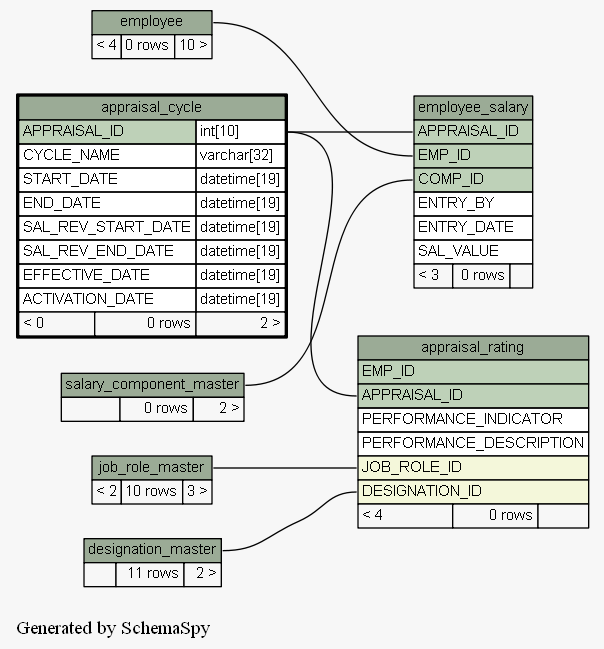 employee
< 4 0 rows 10 >
appraisal_cycle
APPRAISAL_ID int[10]
CYCLE_NAME varchar[32]
START_DATE datetime[19]
END_DATE datetime[19]
SAL_REV_START_DATE datetime[19]
SAL_REV_END_DATE datetime[19]
EFFECTIVE_DATE datetime[19]
ACTIVATION_DATE datetime[19]
< 0 0 rows 2 >
employee_salary
APPRAISAL_ID
EMP_ID
COMP_ID
ENTRY_BY
ENTRY_DATE
SAL_VALUE
< 3 0 rows
salary_component_master
0 rows 2 >
appraisal_rating
EMP_ID
APPRAISAL_ID
PERFORMANCE_INDICATOR
PERFORMANCE_DESCRIPTION
JOB_ROLE_ID
DESIGNATION_ID
< 4 0 rows
job_role_master
< 2 10 rows 3 >
designation_master
11 rows 2 >
Generated by SchemaSpy